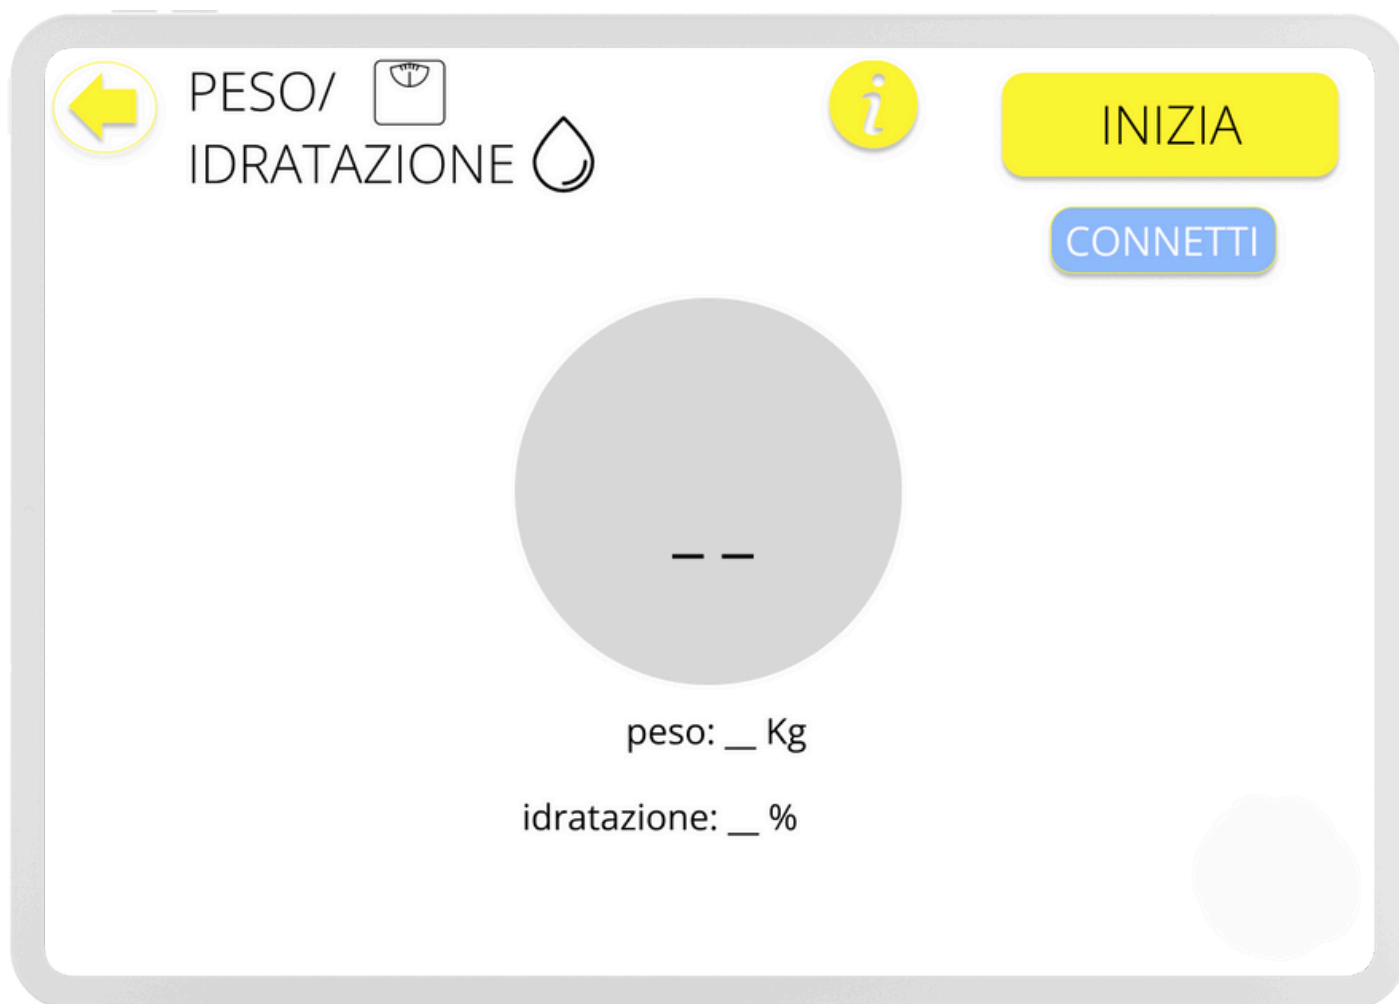 PESO/
IDRATAZIONE
i
INIZIA
CONNETTI
_ _
peso: __ Kg
idratazione: __ %